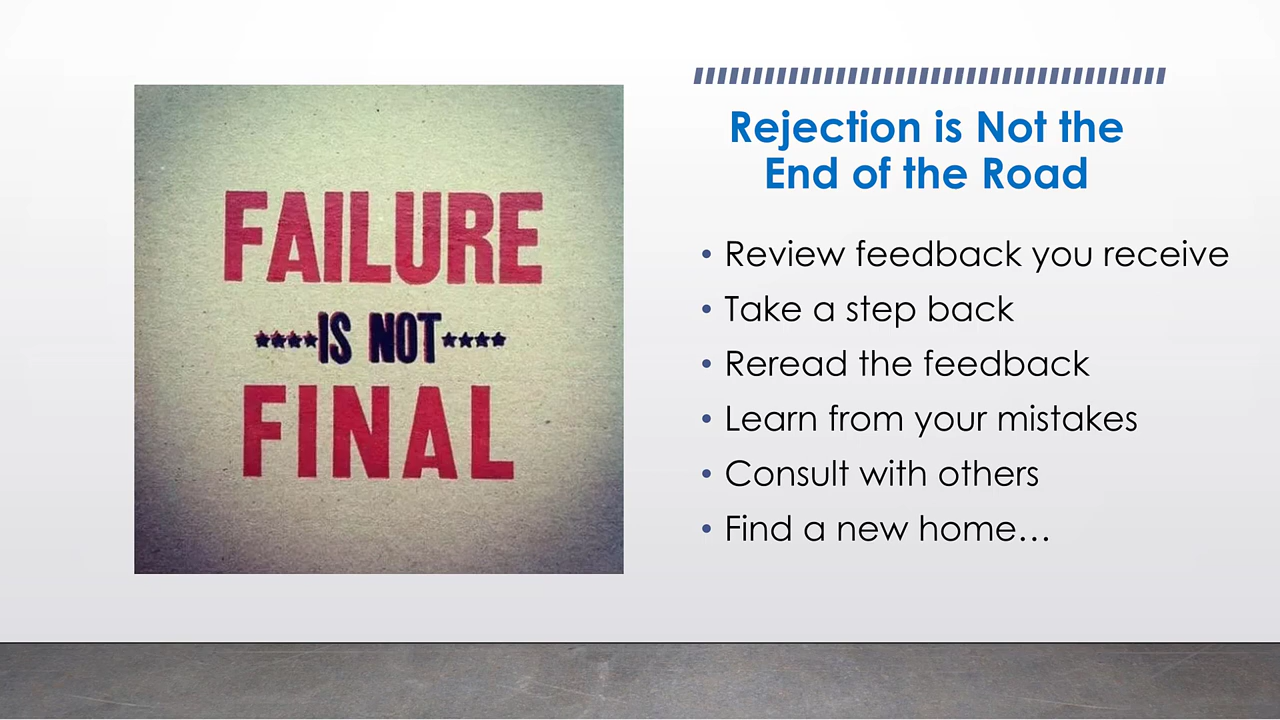 FAILURE
****IS NOT****
FINAL
Rejection is Not the
End of the Road
• Review feedback you receive
• Take a step back
• Reread the feedback
• Learn from your mistakes
• Consult with others
• Find a new home…